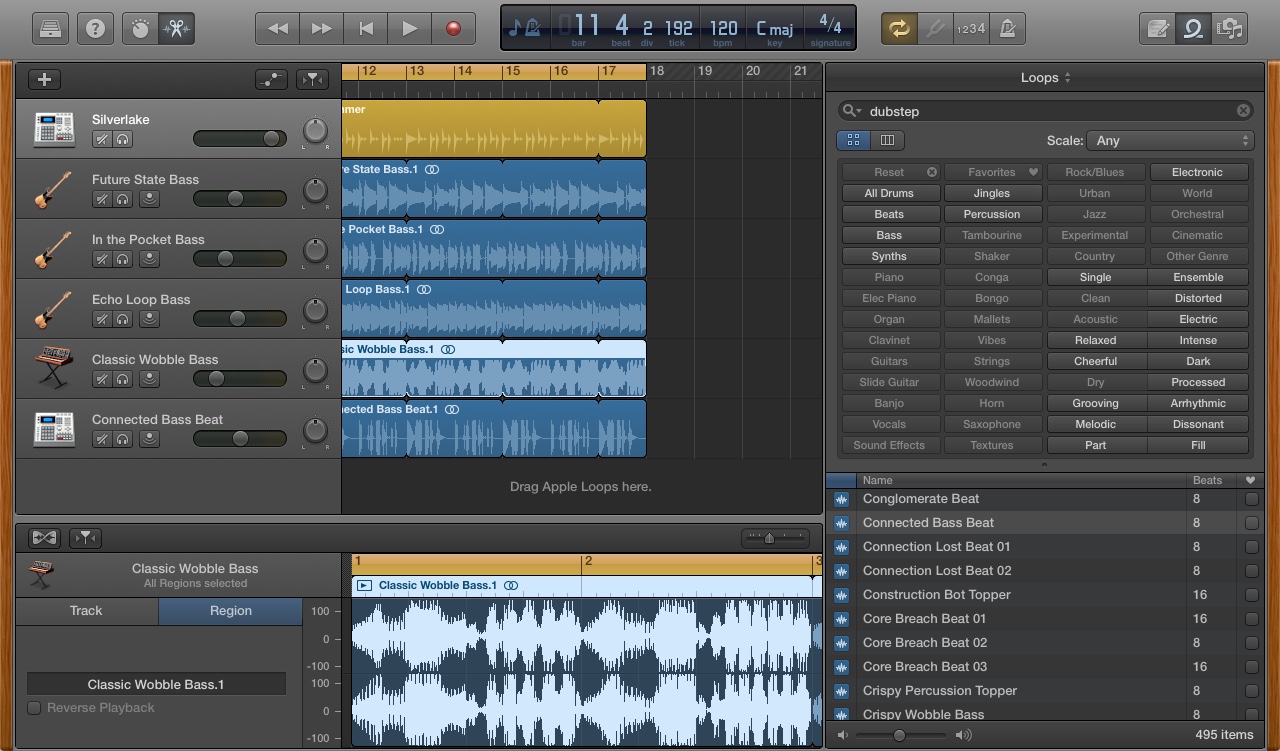 ?
1234
11 4 2 192 120 C maj 4/4
bar beat div tick bpm key signature
12 13 14 15 16 17 18 19 20 21
Silverlake
L R
Future State Bass
L R
In the Pocket Bass
L R
Echo Loop Bass
L R
Classic Wobble Bass
L R
Connected Bass Beat
L R
mmer
re State Bass.1
e Pocket Bass.1
Loop Bass.1
sic Wobble Bass.1
nected Bass Beat.1
Drag Apple Loops here.
Classic Wobble Bass
All Regions selected
Track Region
Classic Wobble Bass.1
Reverse Playback
1 2 3
Classic Wobble Bass.1
100
0
-100
100
0
-100
Loops
dubstep
Scale: Any
Reset Favorites Rock/Blues Electronic
All Drums Jingles Urban World
Beats Percussion Jazz Orchestral
Bass Tambourine Experimental Cinematic
Synths Shaker Country Other Genre
Piano Conga Single Ensemble
Elec Piano Bongo Clean Distorted
Organ Mallets Acoustic Electric
Clavinet Vibes Relaxed Intense
Guitars Strings Cheerful Dark
Slide Guitar Woodwind Dry Processed
Banjo Horn Grooving Arrhythmic
Vocals Saxophone Melodic Dissonant
Sound Effects Textures Part Fill
Name Beats
Conglomerate Beat 8
Connected Bass Beat 8
Connection Lost Beat 01 8
Connection Lost Beat 02 8
Construction Bot Topper 16
Core Breach Beat 01 16
Core Breach Beat 02 8
Core Breach Beat 03 16
Crispy Percussion Topper 8
Crispy Wobble Bass 8
495 items